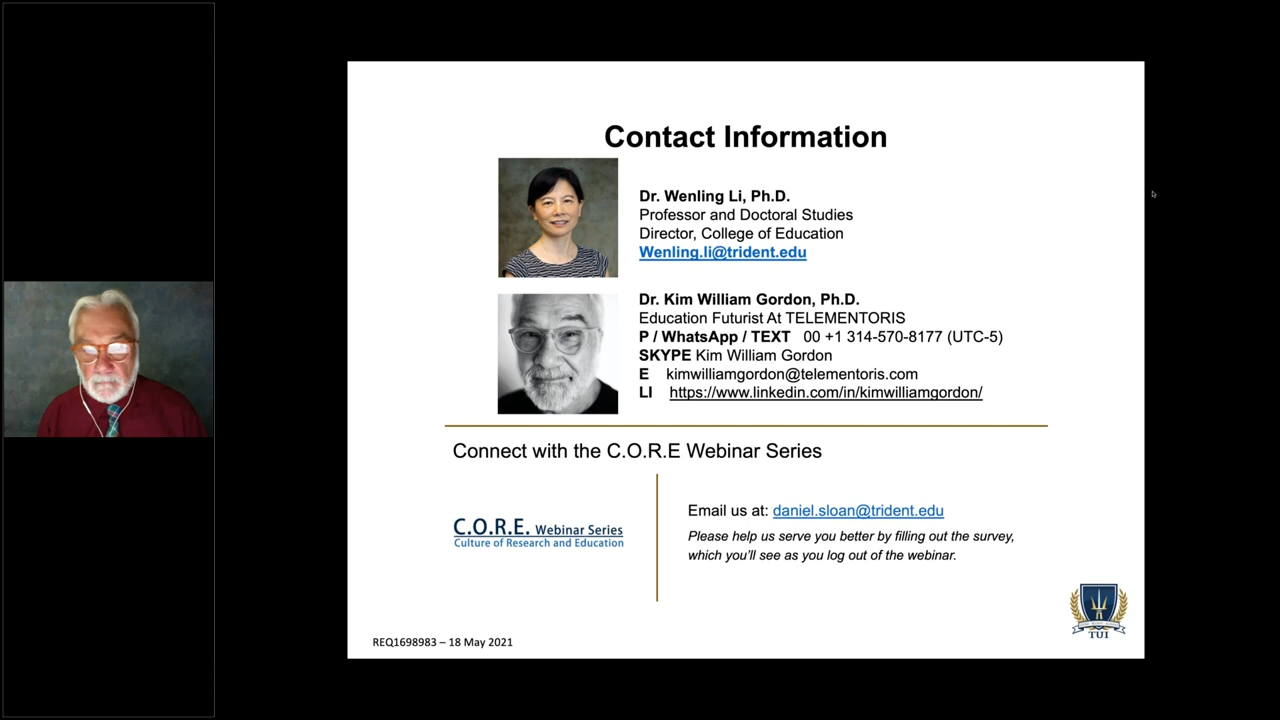 Contact Information
Dr. Wenling Li, Ph.D.
Professor and Doctoral Studies
Director, College of Education
Wenling.li@trident.edu
Dr. Kim William Gordon, Ph.D.
Education Futurist At TELEMENTORIS
P / WhatsApp / TEXT 00 +1 314-570-8177 (UTC-5)
SKYPE Kim William Gordon
E kimwilliamgordon@telementoris.com
LI https://www.linkedin.com/in/kimwilliamgordon/
Connect with the C.O.R.E Webinar Series
C.O.R.E. Webinar Series
Culture of Research and Education
Email us at: daniel.sloan@trident.edu
Please help us serve you better by filling out the survey,
which you'll see as you log out of the webinar.
TUI
REQ1698983 – 18 May 2021